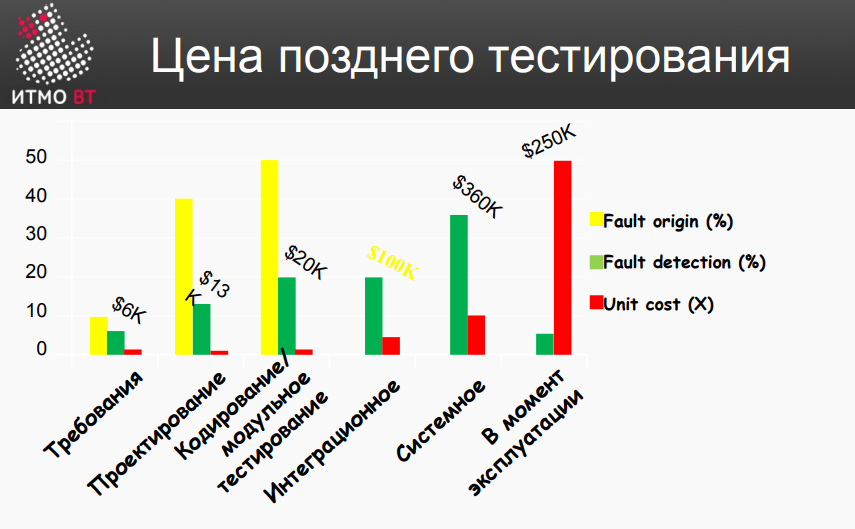 Цена позднего тестирования
ИТМО ВТ
50
40
30
20
10
0
$6K
$13
K
$20K
$100K
$360K
$250K
Требования
Проектирование
Кодирование/
модульное
тестирование
Интеграционное
Системное
В момент
эксплуатации
Fault origin (%)
Fault detection (%)
Unit cost (X)